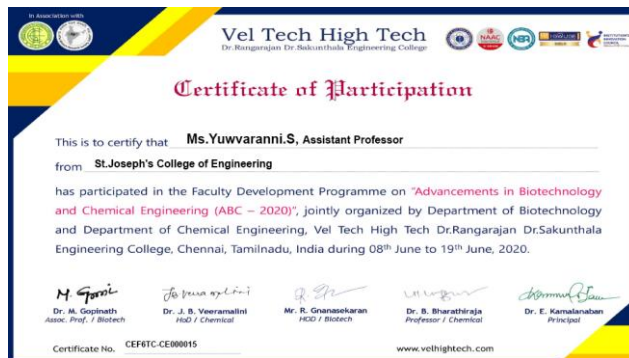 In Association with
Vel Tech High Tech
Dr.Rangarajan Dr.Sakunthala Engineering College
NAAC
NBA
Certificate of Participation
This is to certify that Ms.Yuwvaranni.S, Assistant Professor
from St.Joseph's College of Engineering
has participated in the Faculty Development Programme on "Advancements in Biotechnology
and Chemical Engineering (ABC – 2020)", jointly organized by Department of Biotechnology
and Department of Chemical Engineering, Vel Tech High Tech Dr.Rangarajan Dr.Sakunthala
Engineering College, Chennai, Tamilnadu, India during 08th June to 19th June, 2020.
Dr. M. Gopinath
Assoc. Prof. / Biotech
Dr. J. B. Veeramalini
HoD / Chemical
Mr. R. Gnanasekaran
HOD / Biotech
Dr. B. Bharathiraja
Professor / Chemical
Dr. E. Kamalanaban
Principal
Certificate No. CEF6TC-CE000015
www.velhightech.com